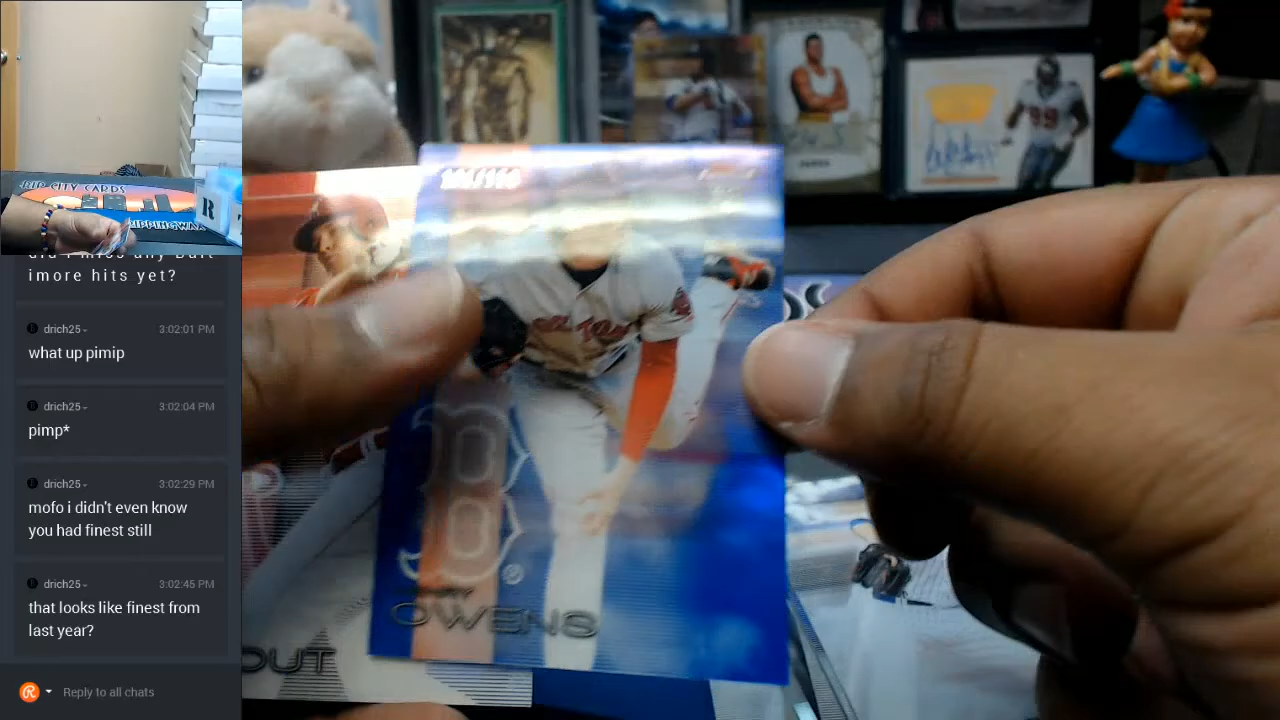 RIP CITY CARDS
R
RIPPINGWAX
imore hits yet?
drich25
3:02:01 PM
what up pimip
drich25
3:02:04 PM
pimp*
drich25
3:02:29 PM
mofo i didn't even know
you had finest still
drich25
3:02:45 PM
that looks like finest from
last year?
Reply to all chats
OWENS
OUT
99